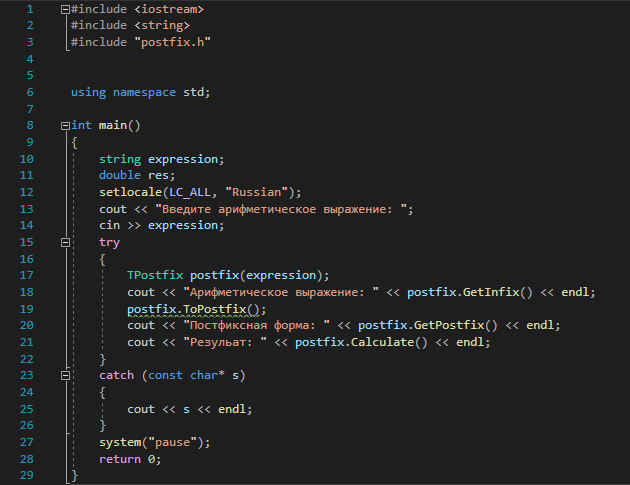 1 #include <iostream>
2 #include <string>
3 #include "postfix.h"
4
5
6 using namespace std;
7
8 int main()
9 {
10 string expression;
11 double res;
12 setlocale(LC_ALL, "Russian");
13 cout << "Введите арифметическое выражение: ";
14 cin >> expression;
15 try
16 {
17 TPostfix postfix(expression);
18 cout << "Арифметическое выражение: " << postfix.GetInfix() << endl;
19 postfix.ToPostfix();
20 cout << "Постфиксная форма: " << postfix.GetPostfix() << endl;
21 cout << "Резульат: " << postfix.Calculate() << endl;
22 }
23 catch (const char* s)
24 {
25 cout << s << endl;
26 }
27 system("pause");
28 return 0;
29 }